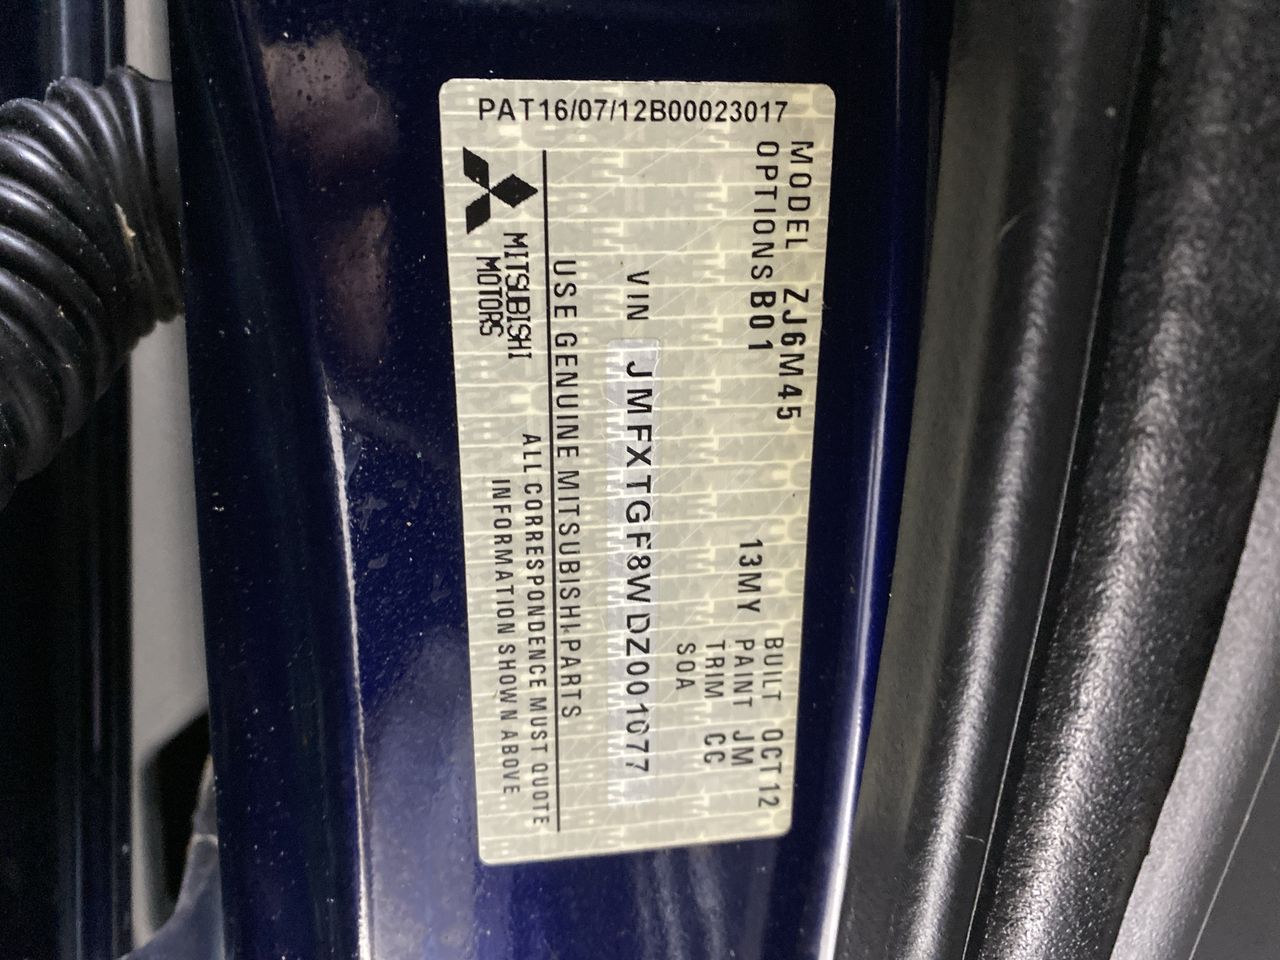 PAT16/07/12B00023017
MODEL ZJ6M45
OPTIONS B01
13MY
BUILT OCT12
PAINT JM
TRIM CC
SOA
VIN JMFXTGF8WDZ001077
USE GENUINE MITSUBISHI PARTS
MITSUBISHI
MOTORS
ALL CORRESPONDENCE MUST QUOTE
INFORMATION SHOWN ABOVE